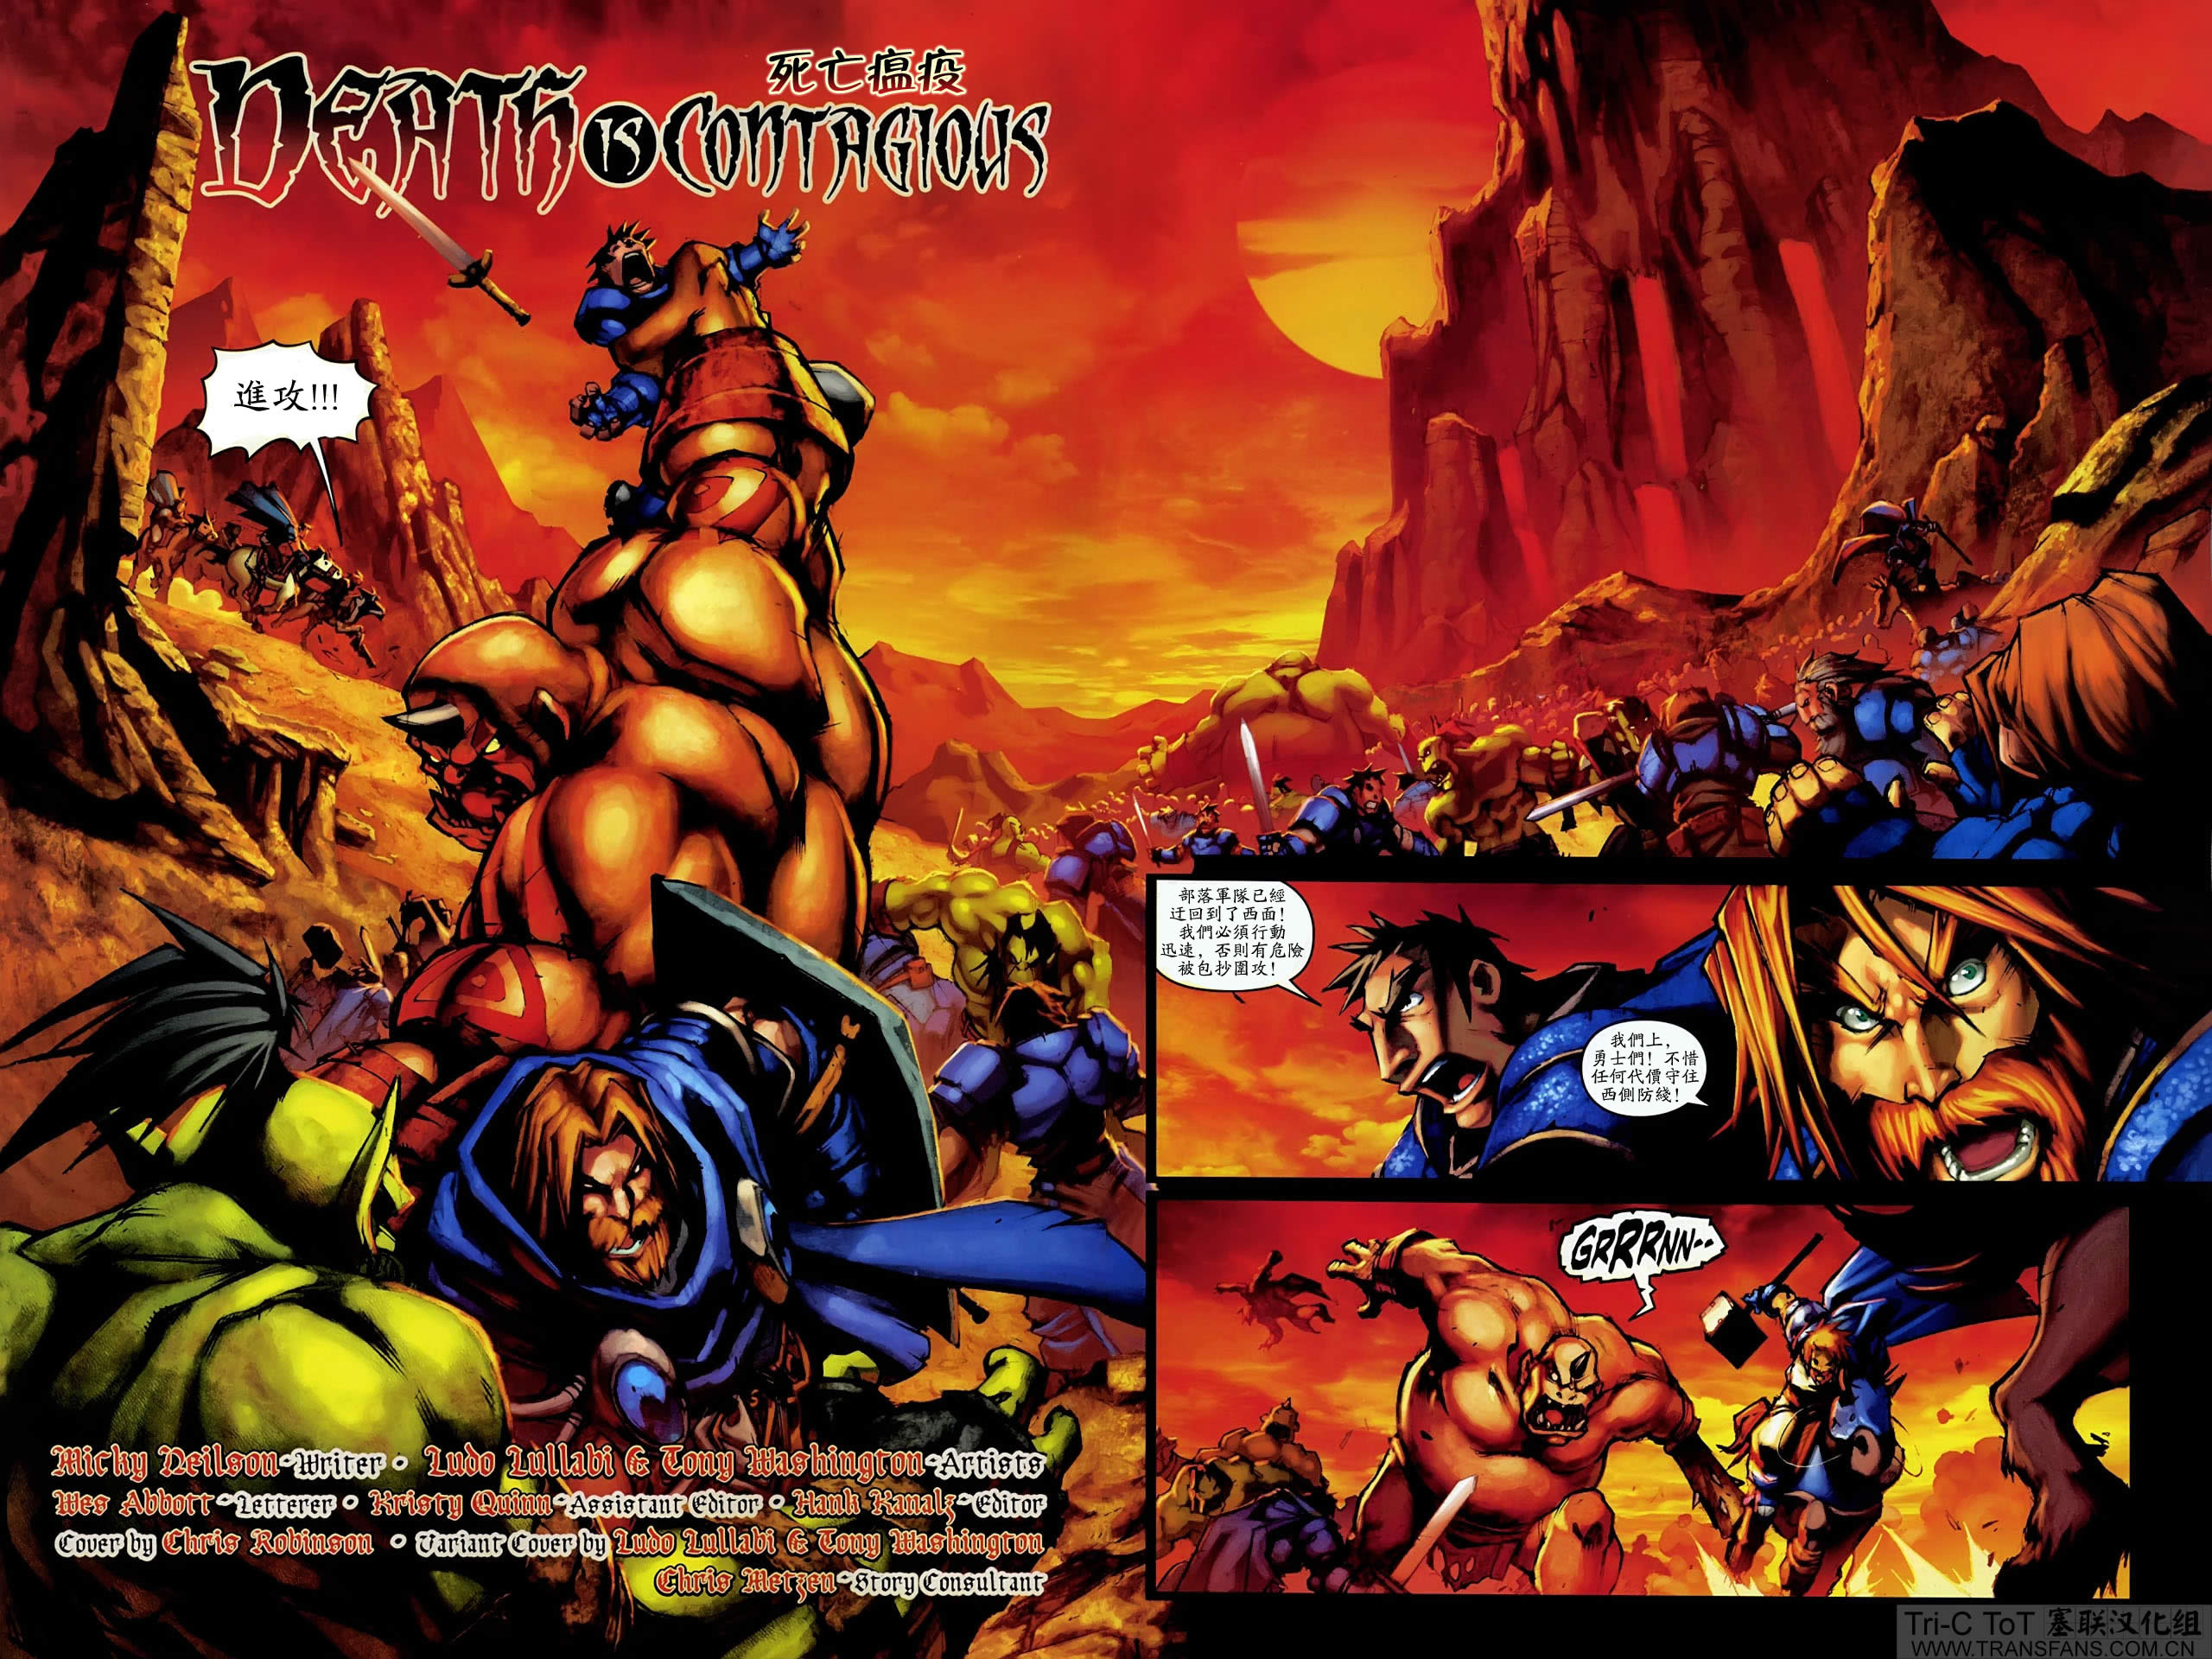 死亡瘟疫
DEATH IS CONTAGIOUS
進攻!!!
部落軍隊已經
迂回到了西面!
我們必須行動
迅速，否則有危險
被包抄圍攻!
我們上，
勇士們！不惜
任何代價守住
西側防綫!
GRRRNN--
Micky Neilson-Writer • Ludo Lullabi & Tony Washington-Artists
Wes Abbott-Letterer • Kristy Quinn-Assistant Editor • Hank Kanalz-Editor
Cover by Chris Robinson • Variant Cover by Ludo Lullabi & Tony Washington
Chris Metzen-Story Consultant
Tri-C ToT 塞联汉化组
WWW.TRANSFANS.COM.CN